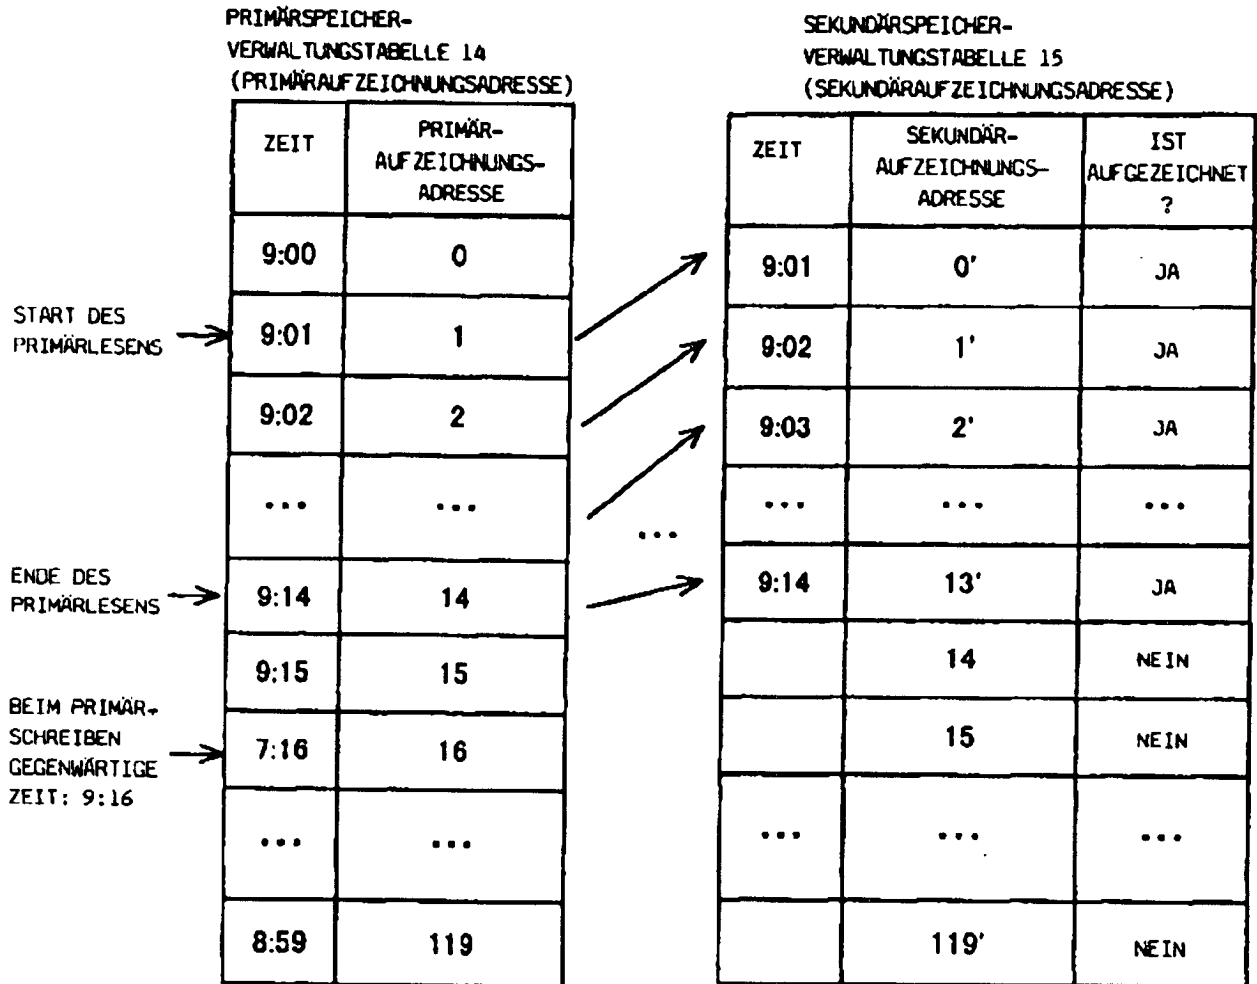 PRIMÄRSPEICHER-
VERWALTUNGSTABELLE 14
(PRIMÄRAUFZEICHNUNGSADRESSE)
ZEIT
PRIMÄR-
AUFZEICHNUNGS-
ADRESSE
9:00 0
9:01 1
9:02 2
... ...
9:14 14
9:15 15
7:16 16
... ...
8:59 119
START DES
PRIMÄRLESENS
ENDE DES
PRIMÄRLESENS
BEIM PRIMÄR-
SCHREIBEN
GEGENWÄRTIGE
ZEIT: 9:16
...
SEKUNDÄRSPEICHER-
VERWALTUNGSTABELLE 15
(SEKUNDÄRAUFZEICHNUNGSADRESSE)
ZEIT
SEKUNDÄR-
AUFZEICHNUNGS-
ADRESSE
IST
AUFGEZEICHNET
?
9:01 0' JA
9:02 1' JA
9:03 2' JA
... ... ...
9:14 13' JA
14 NEIN
15 NEIN
... ... ...
119' NEIN